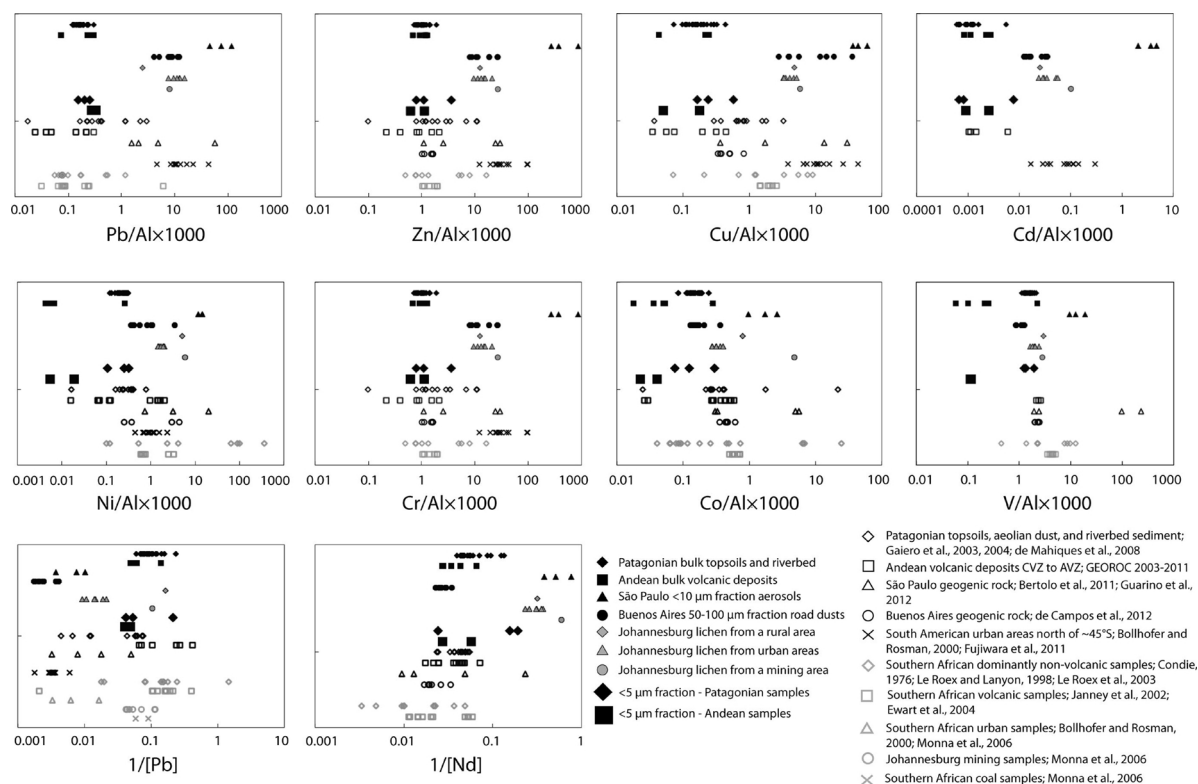 0.01 0.1 1 10 100 1000
Pb/Al×1000
0.01 0.1 1 10 100 1000
Zn/Al×1000
0.01 0.1 1 10 100
Cu/Al×1000
0.0001 0.001 0.01 0.1 1 10
Cd/Al×1000
0.001 0.01 0.1 1 10 100 1000
Ni/Al×1000
0.01 0.1 1 10 100 1000
Cr/Al×1000
0.01 0.1 1 10 100
Co/Al×1000
0.01 0.1 1 10 100 1000
V/Al×1000
0.001 0.01 0.1 1 10
1/[Pb]
0.001 0.01 0.1 1
1/[Nd]
Patagonian bulk topsoils and riverbed
Andean bulk volcanic deposits
São Paulo <10 µm fraction aerosols
Buenos Aires 50-100 µm fraction road dusts
Johannesburg lichen from a rural area
Johannesburg lichen from urban areas
Johannesburg lichen from a mining area
<5 µm fraction - Patagonian samples
<5 µm fraction - Andean samples
Patagonian topsoils, aeolian dust, and riverbed sediment;
Gaiero et al., 2003, 2004; de Mahiques et al., 2008
Andean volcanic deposits CVZ to AVZ; GEOROC 2003-2011
São Paulo geogenic rock; Bertolo et al., 2011; Guarino et al.,
2012
Buenos Aires geogenic rock; de Campos et al., 2012
South American urban areas north of ~45°S; Bollhofer and
Rosman, 2000; Fujiwara et al., 2011
Southern African dominantly non-volcanic samples; Condie,
1976; Le Roex and Lanyon, 1998; Le Roex et al., 2003
Southern African volcanic samples; Janney et al., 2002;
Ewart et al., 2004
Southern African urban samples; Bollhofer and Rosman,
2000; Monna et al., 2006
Johannesburg mining samples; Monna et al., 2006
Southern African coal samples; Monna et al., 2006